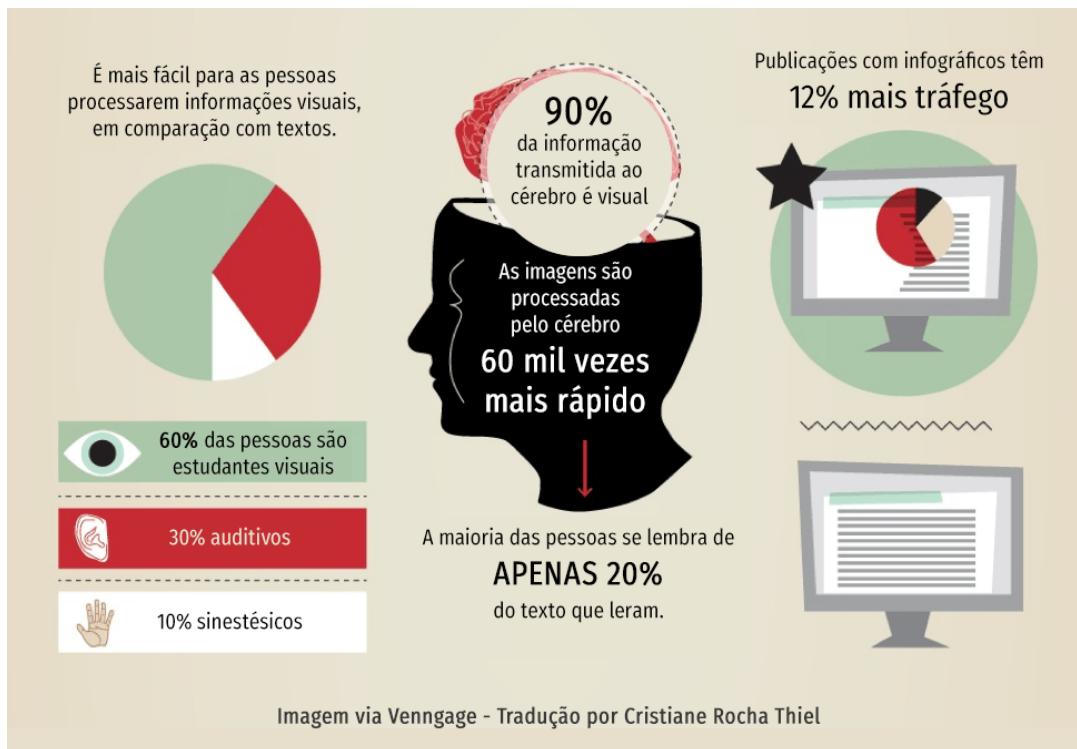 É mais fácil para as pessoas
processarem informações visuais,
em comparação com textos.
60% das pessoas são
estudantes visuais
30% auditivos
10% sinestésicos
90%
da informação
transmitida ao
cérebro é visual
As imagens são
processadas
pelo cérebro
60 mil vezes
mais rápido
A maioria das pessoas se lembra de
APENAS 20%
do texto que leram.
Publicações com infográficos têm
12% mais tráfego
Imagem via Venngage - Tradução por Cristiane Rocha Thiel